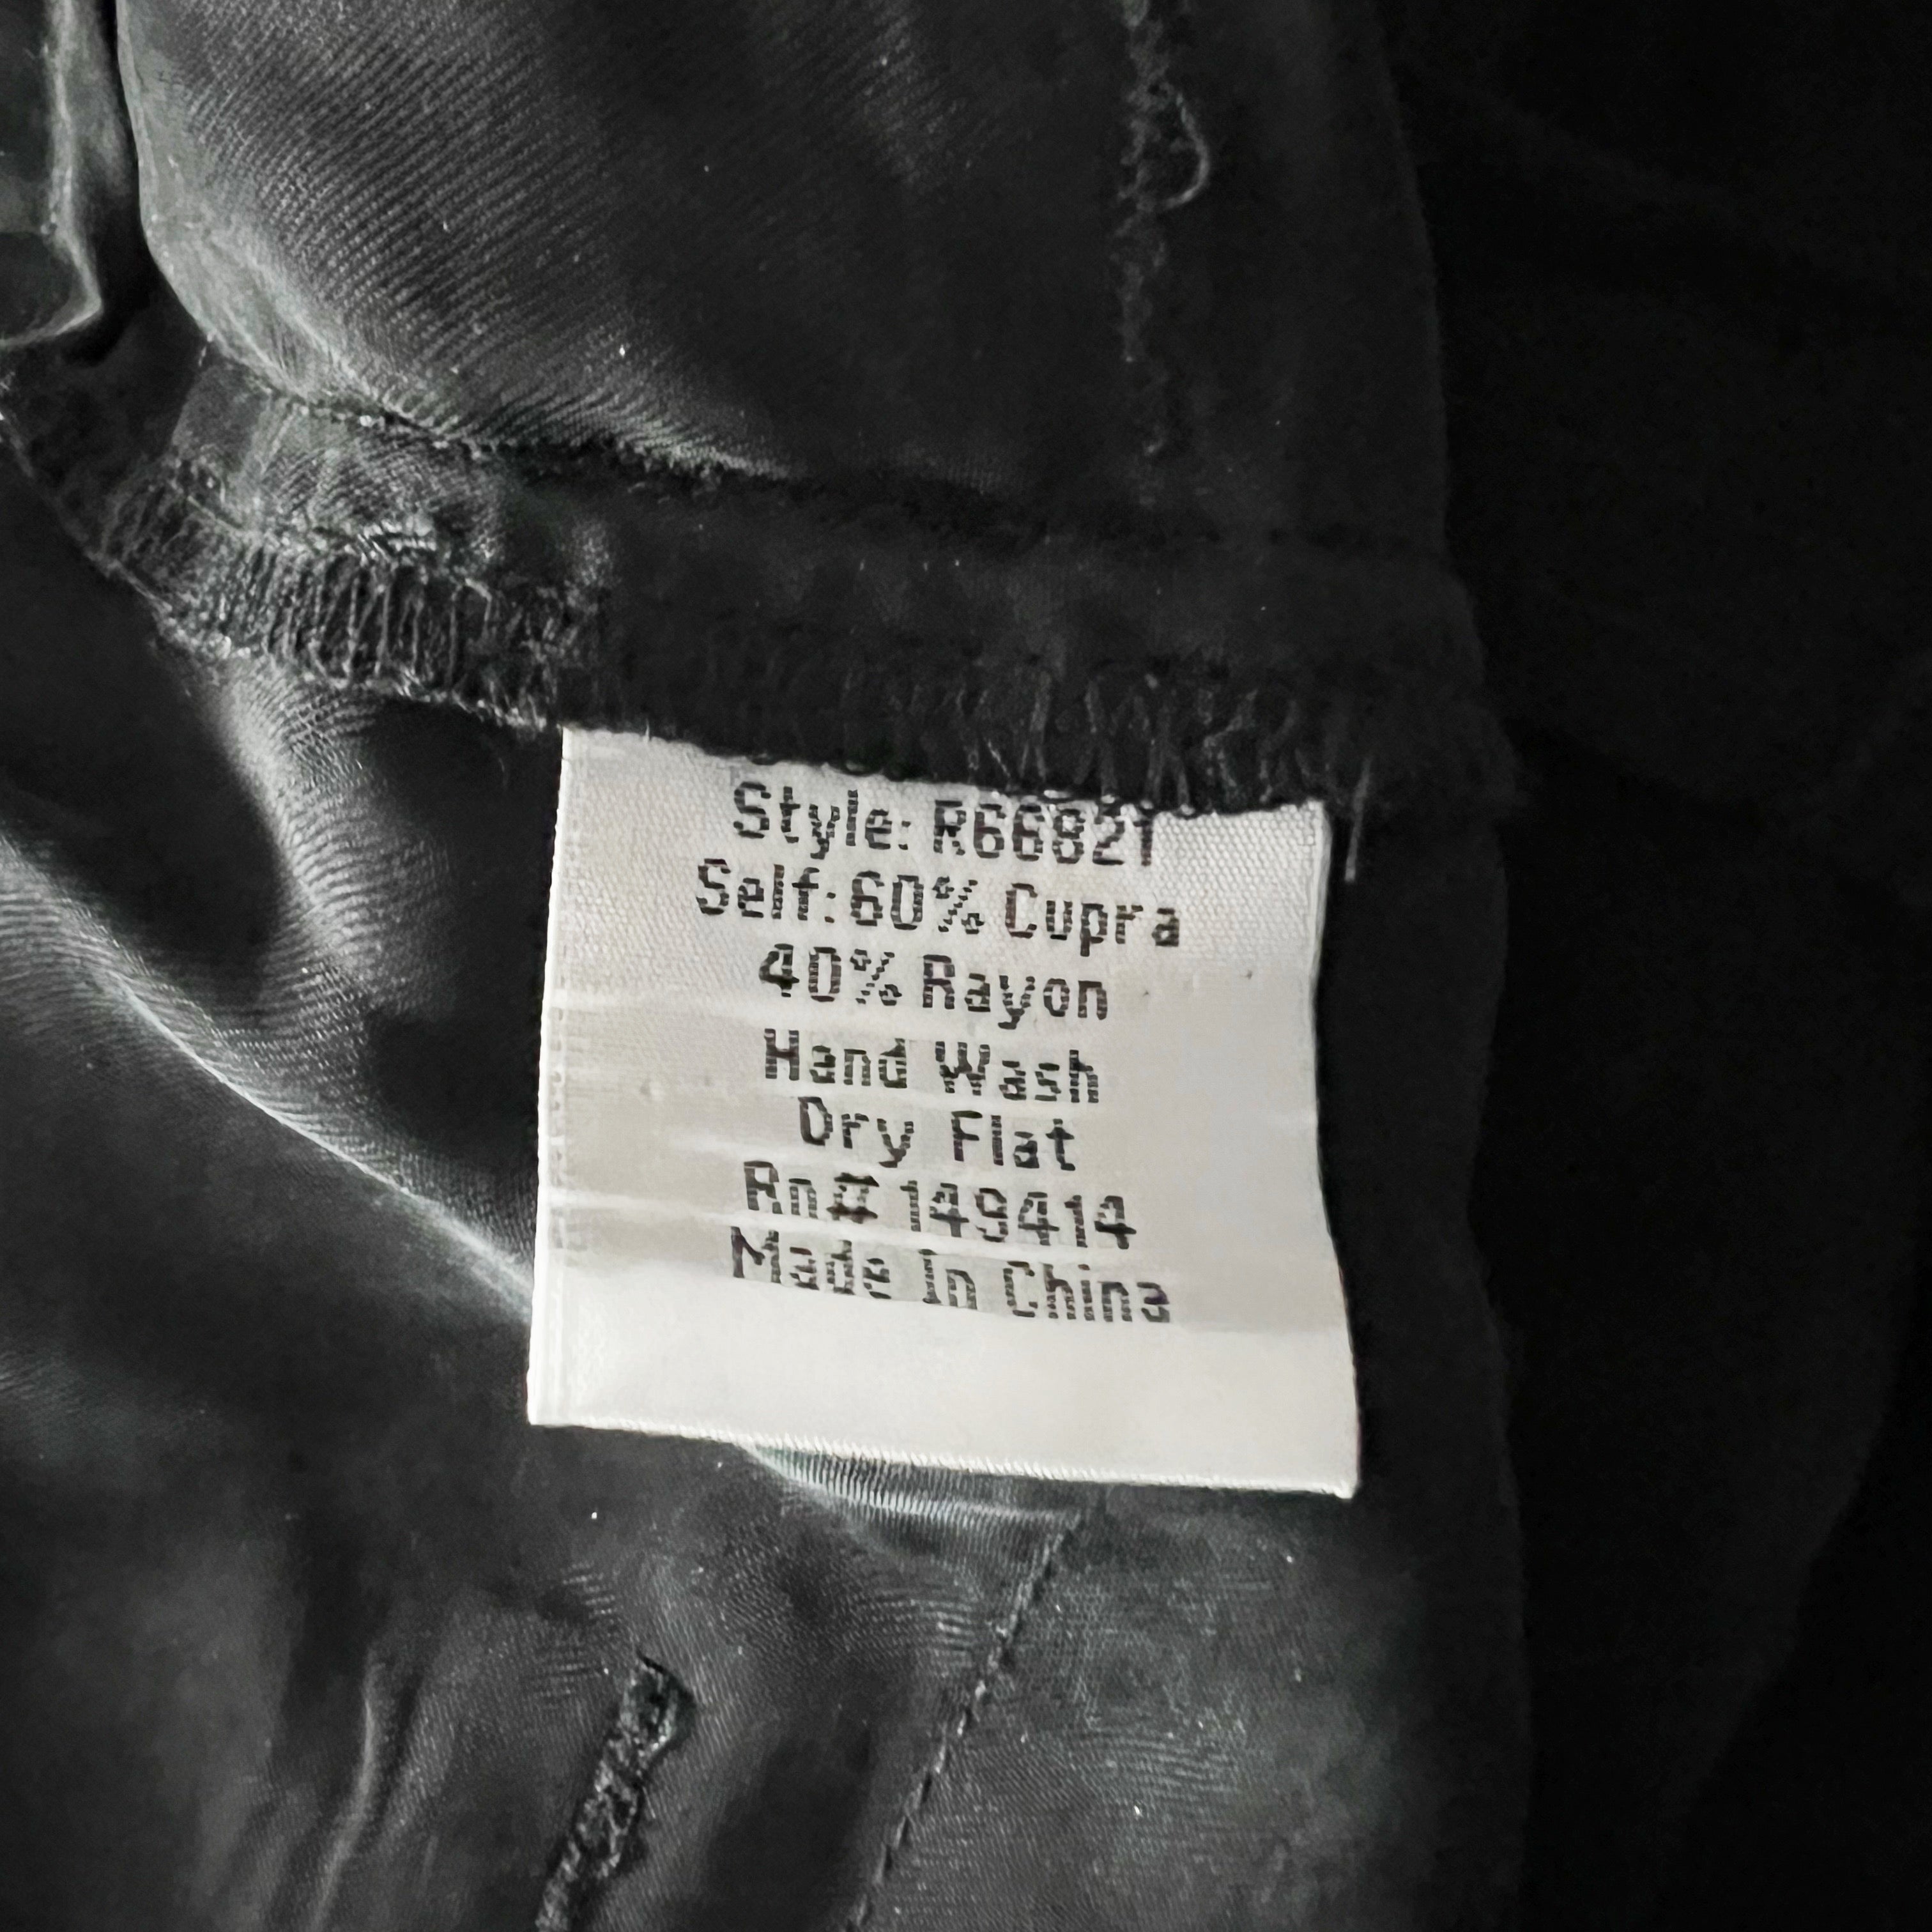 Style: R66821
Self: 60% Cupra
40% Rayon
Hand Wash
Dry Flat
Rn# 149414
Made In China